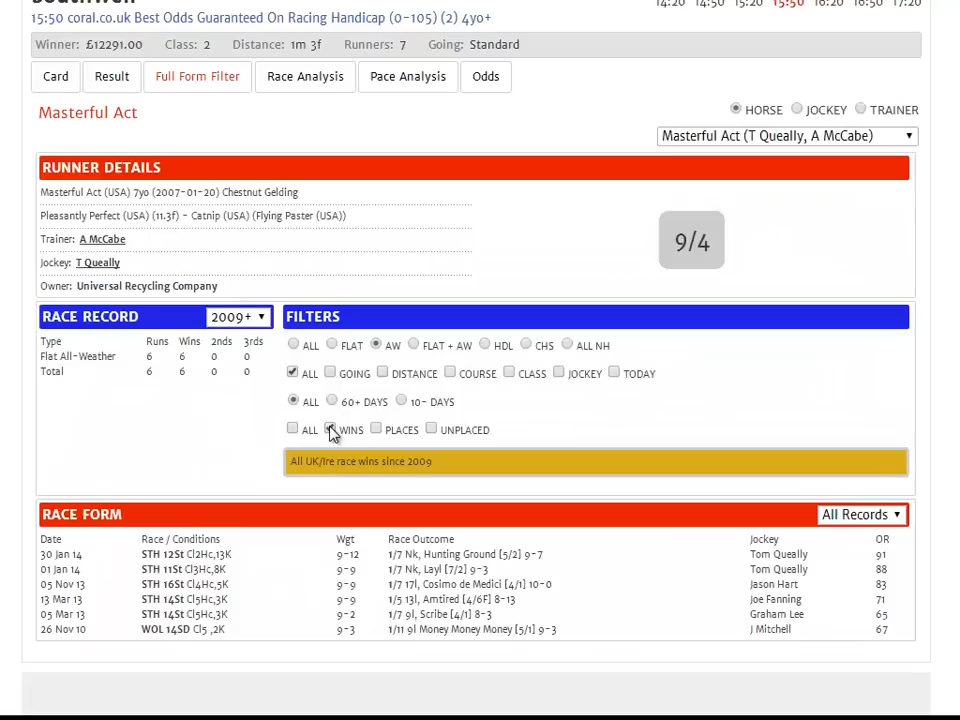 Southwell
14:20 14:50 15:20 15:50 16:20 16:50 17:20
15:50 coral.co.uk Best Odds Guaranteed On Racing Handicap (0-105) (2) 4yo+
Winner: £12291.00 Class: 2 Distance: 1m 3f Runners: 7 Going: Standard
Card Result Full Form Filter Race Analysis Pace Analysis Odds
Masterful Act
HORSE JOCKEY TRAINER
Masterful Act (T Queally, A McCabe)
RUNNER DETAILS
Masterful Act (USA) 7yo (2007-01-20) Chestnut Gelding
Pleasantly Perfect (USA) (11.3f) - Catnip (USA) (Flying Paster (USA))
Trainer: A McCabe
Jockey: T Queally
Owner: Universal Recycling Company
9/4
RACE RECORD 2009+
Type Runs Wins 2nds 3rds
Flat All-Weather 6 6 0 0
Total 6 6 0 0
FILTERS
ALL FLAT AW FLAT + AW HDL CHS ALL NH
ALL GOING DISTANCE COURSE CLASS JOCKEY TODAY
ALL 60+ DAYS 10- DAYS
ALL WINS PLACES UNPLACED
All UK/Ire race wins since 2009
RACE FORM All Records
Date Race / Conditions Wgt Race Outcome Jockey OR
30 Jan 14 STH 12St Cl2Hc,13K 9-12 1/7 Nk, Hunting Ground [5/2] 9-7 Tom Queally 91
01 Jan 14 STH 11St Cl3Hc,8K 9-9 1/7 Nk, Layl [7/2] 9-3 Tom Queally 88
05 Nov 13 STH 16St Cl4Hc,5K 9-9 1/7 17l, Cosimo de Medici [4/1] 10-0 Jason Hart 83
13 Mar 13 STH 14St Cl5Hc,3K 9-9 1/5 13l, Amtired [4/6F] 8-13 Joe Fanning 71
05 Mar 13 STH 14St Cl5Hc,3K 9-2 1/7 9l, Scribe [4/1] 8-3 Graham Lee 65
26 Nov 10 WOL 14SD Cl5 ,2K 9-3 1/11 9l Money Money Money [5/1] 9-3 J Mitchell 67